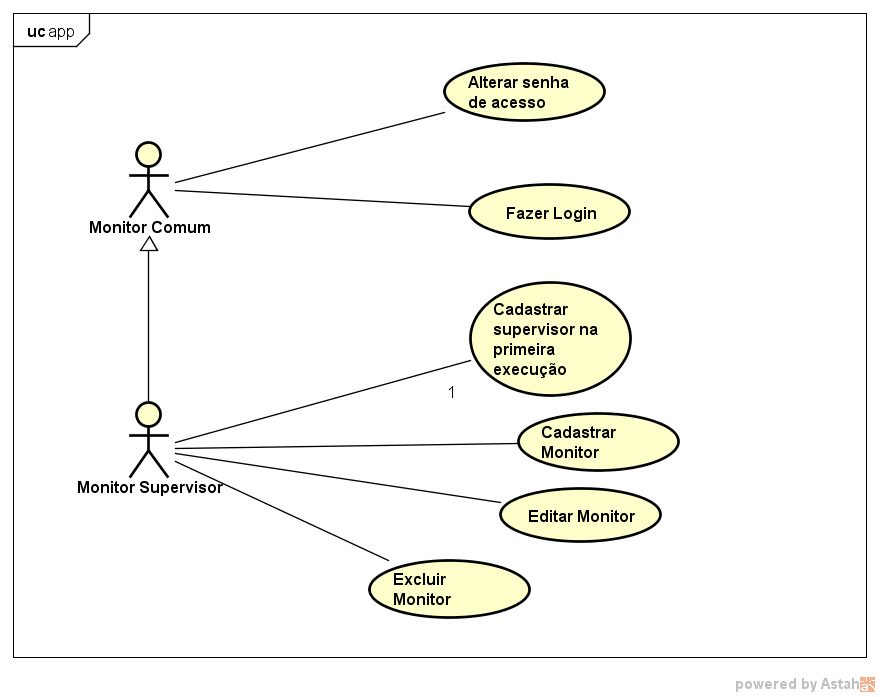 uc app
Alterar senha
de acesso
Monitor Comum
Fazer Login
Cadastrar
supervisor na
primeira
execução
1
Cadastrar
Monitor
Monitor Supervisor
Editar Monitor
Excluir
Monitor
powered by Astah